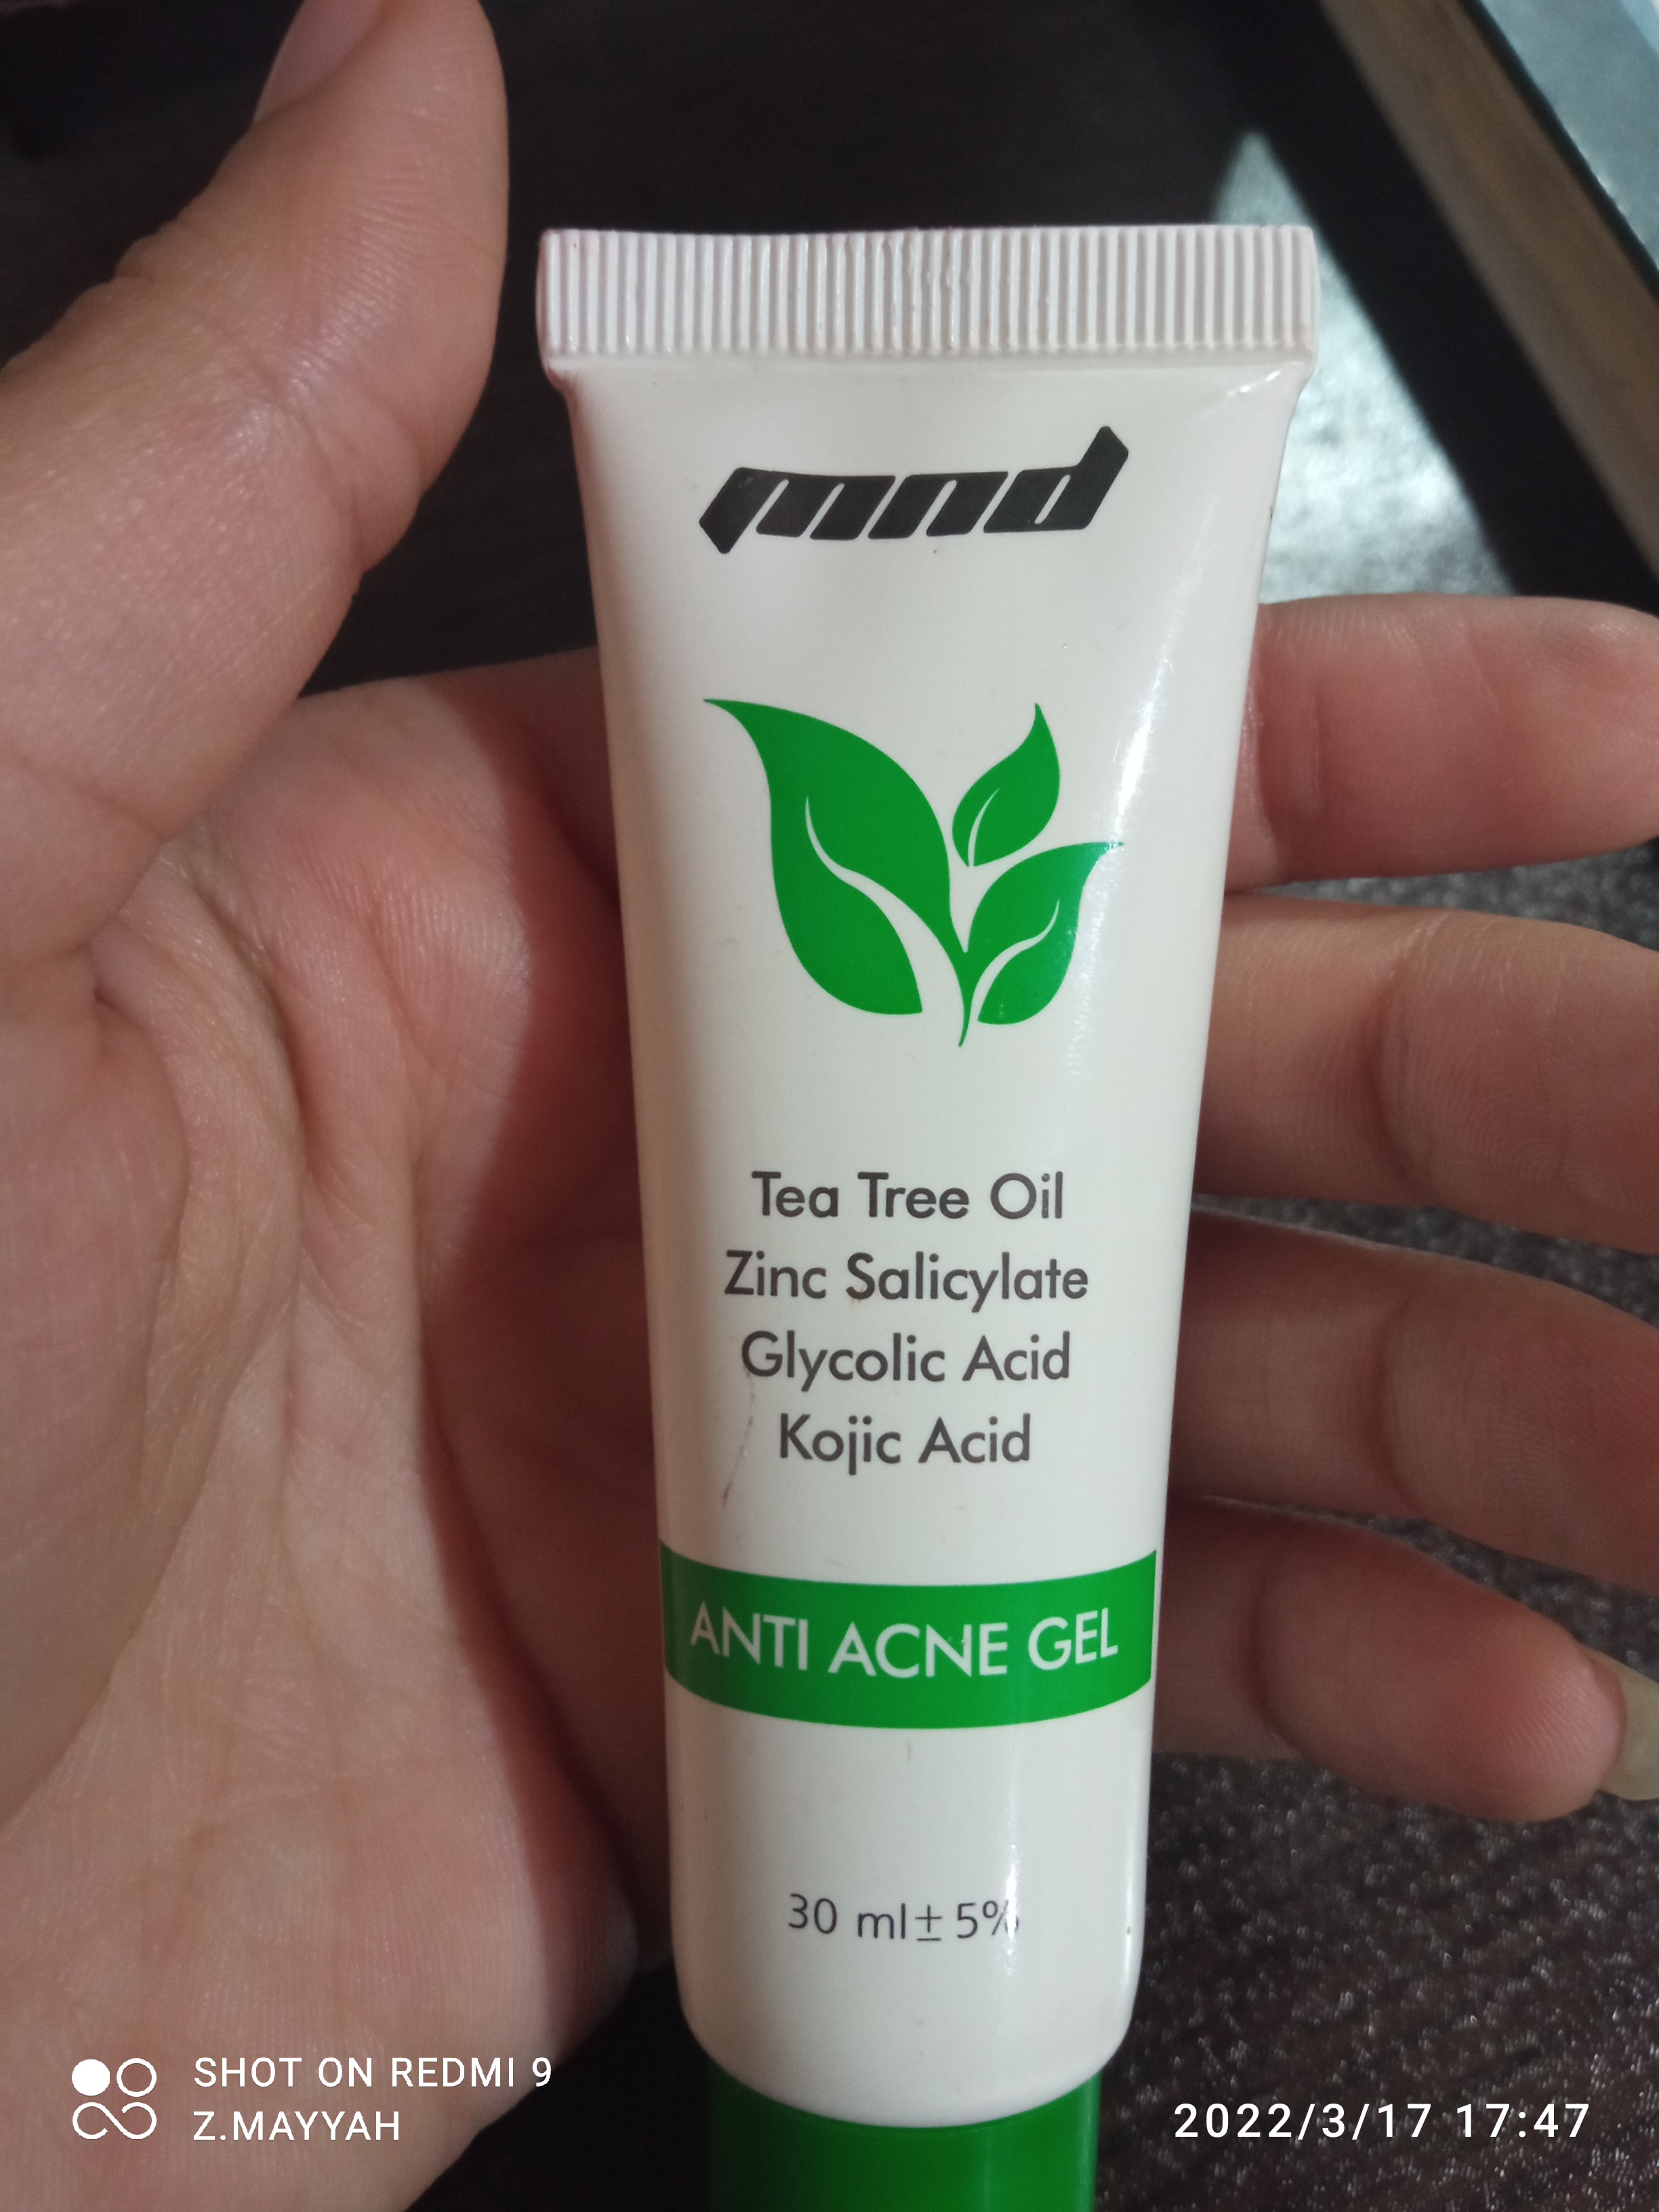 mnd
Tea Tree Oil
Zinc Salicylate
Glycolic Acid
Kojic Acid
ANTI ACNE GEL
30 ml ± 5%
SHOT ON REDMI 9
Z.MAYYAH
2022/3/17 17:47